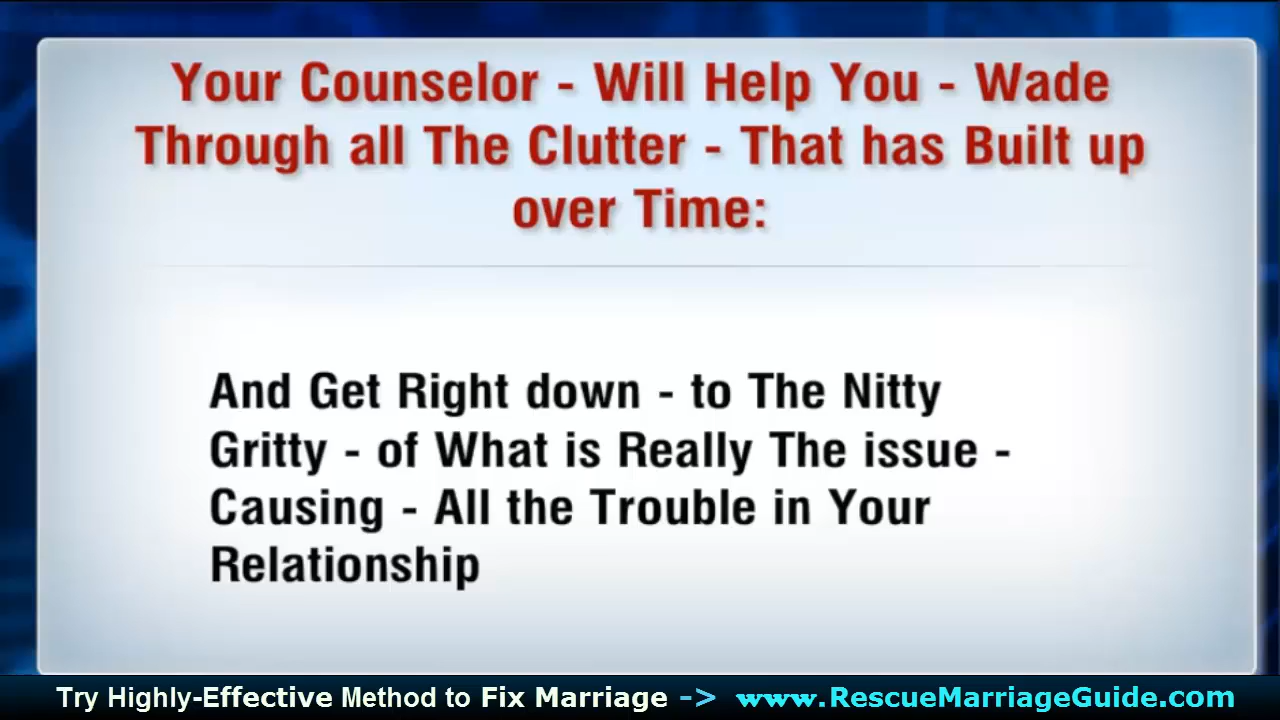 Your Counselor - Will Help You - Wade
Through all The Clutter - That has Built up
over Time:
And Get Right down - to The Nitty
Gritty - of What is Really The issue -
Causing - All the Trouble in Your
Relationship
Try Highly-Effective Method to Fix Marriage -> www.RescueMarriageGuide.com